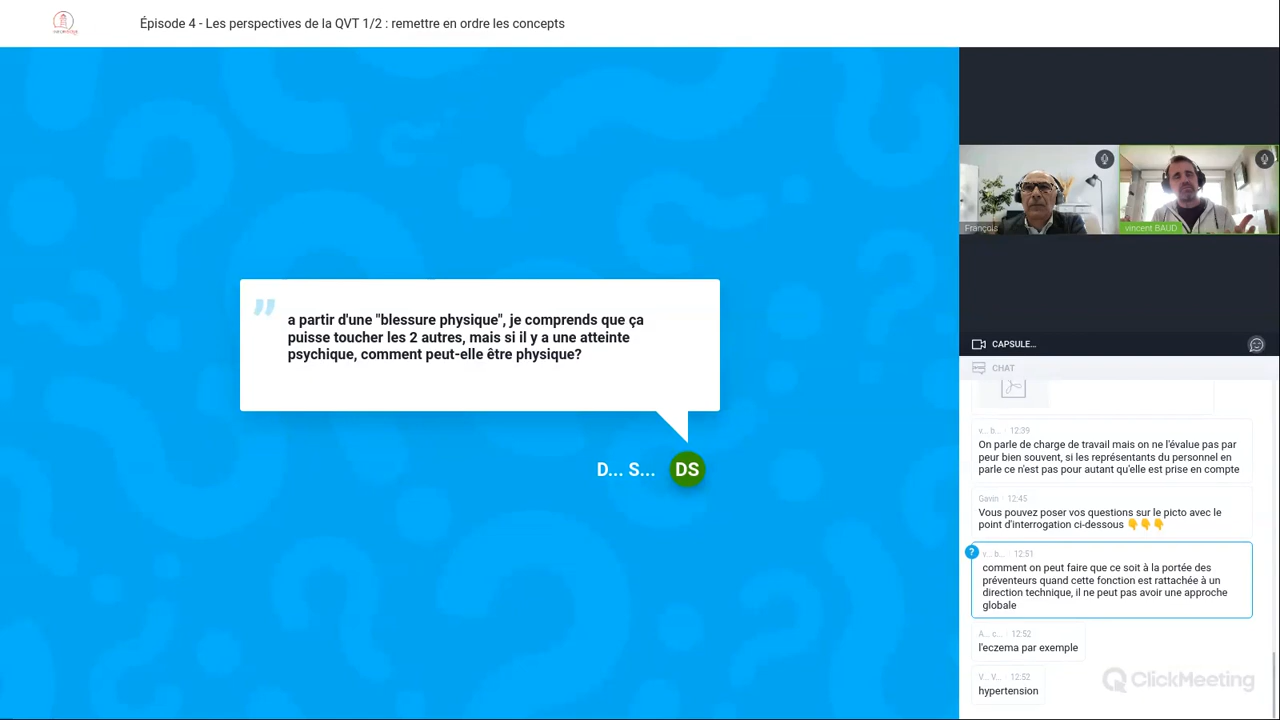 Épisode 4 - Les perspectives de la QVT 1/2 : remettre en ordre les concepts
a partir d'une "blessure physique", je comprends que ça
puisse toucher les 2 autres, mais si il y a une atteinte
psychique, comment peut-elle être physique?
D... S...
DS
François
vincent BAUD
CAPSULE...
CHAT
v... b... · 12:39
On parle de charge de travail mais on ne l'évalue pas par
peur bien souvent, si les représentants du personnel en
parle ce n'est pas pour autant qu'elle est prise en compte
Gavin · 12:45
Vous pouvez poser vos questions sur le picto avec le
point d'interrogation ci-dessous 👇👇👇
?
v... b... · 12:51
comment on peut faire que ce soit à la portée des
préventeurs quand cette fonction est rattachée à un
direction technique, il ne peut pas avoir une approche
globale
A... c... · 12:52
l'eczema par exemple
V... V... · 12:52
hypertension
ClickMeeting